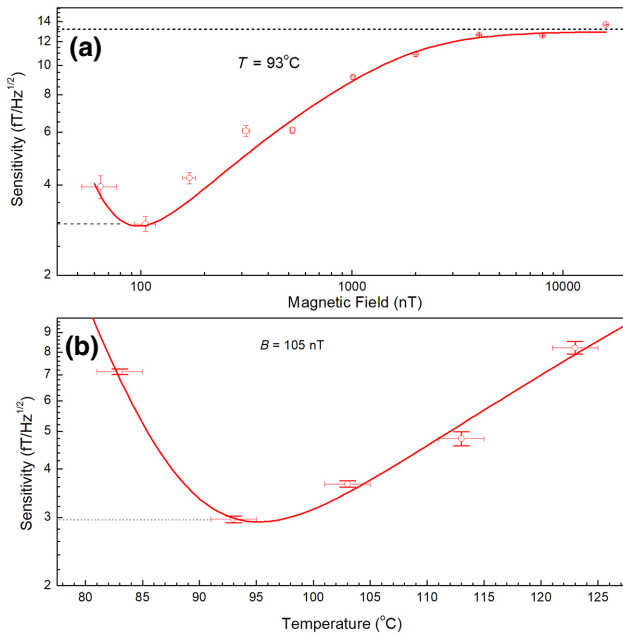 (a)
T = 93°C
Sensitivity (fT/Hz^1/2)
14
12
10
8
6
4
2
100
1000
10000
Magnetic Field (nT)
(b)
B = 105 nT
Sensitivity (fT/Hz^1/2)
9
8
7
6
5
4
3
2
80 85 90 95 100 105 110 115 120 125
Temperature (°C)